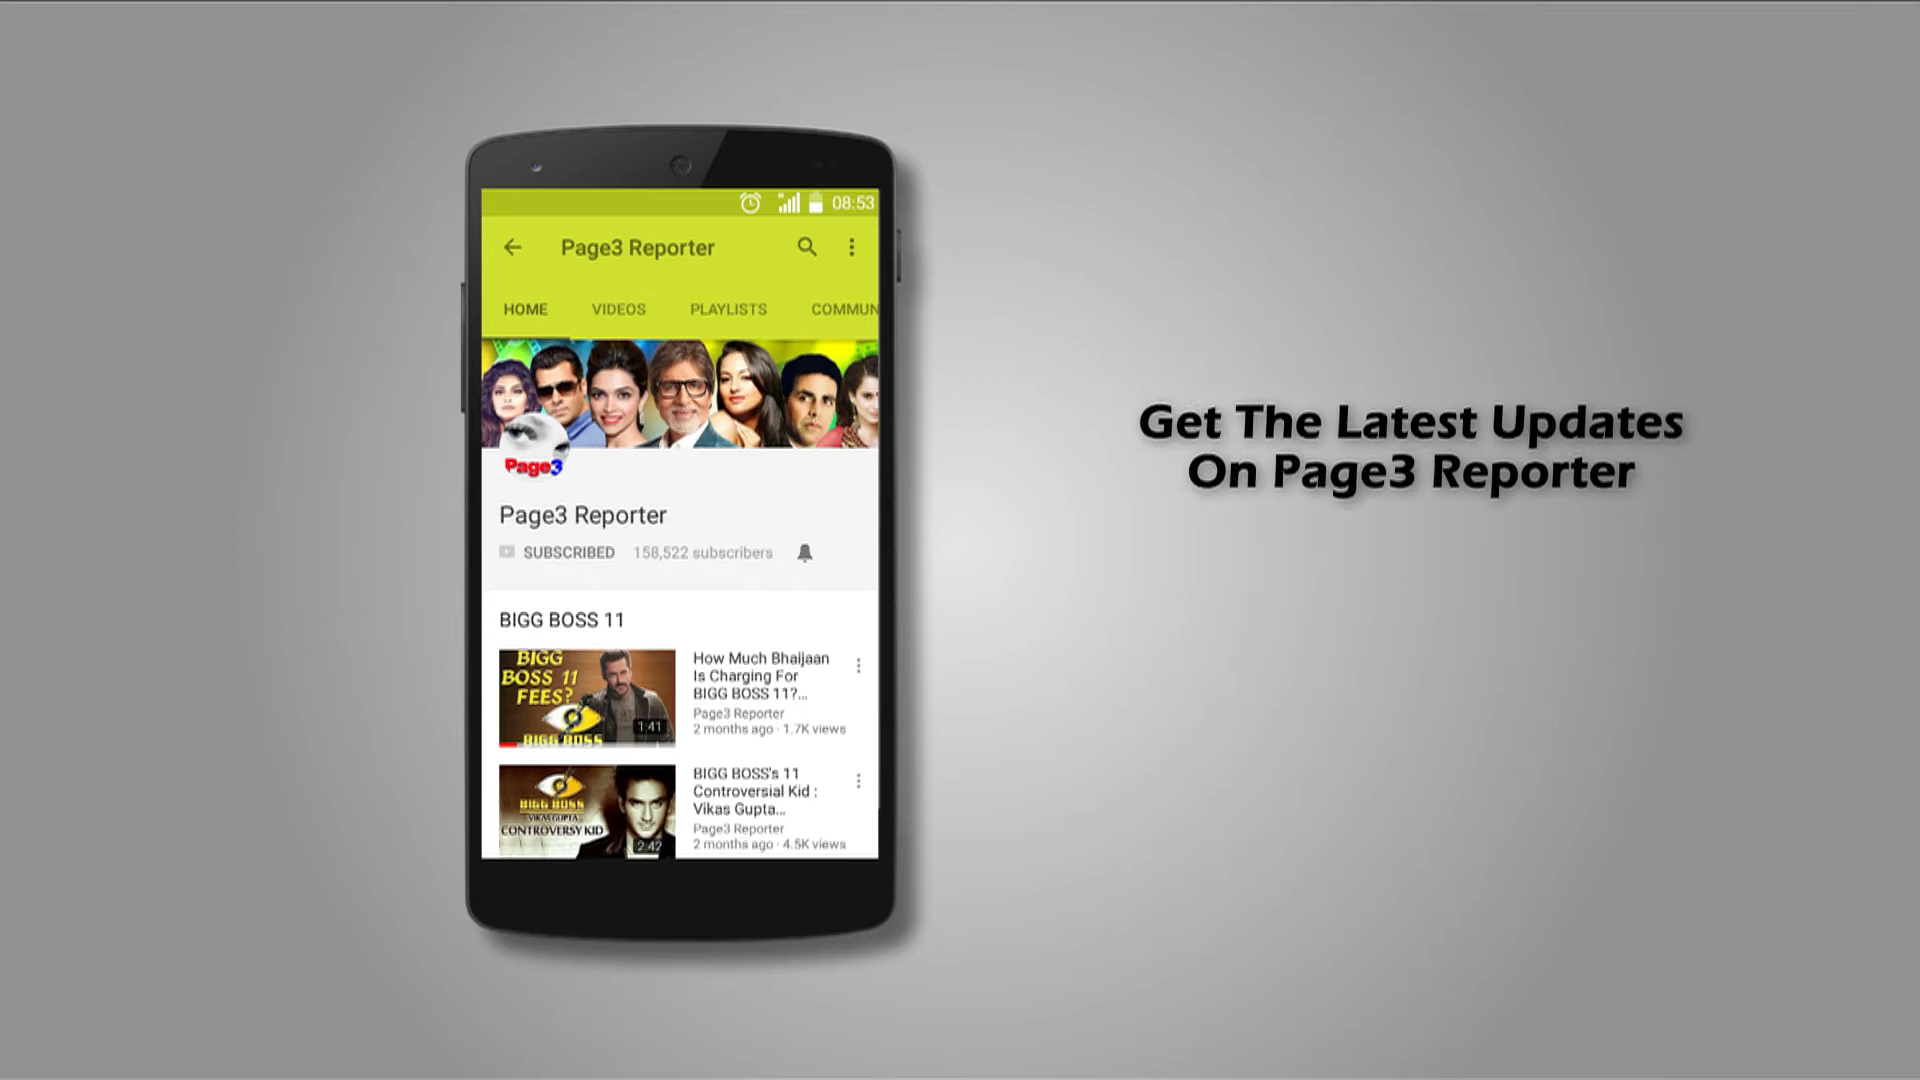 08:53
Page3 Reporter
HOME VIDEOS PLAYLISTS COMMUN
Page3
Page3 Reporter
SUBSCRIBED 158,522 subscribers
BIGG BOSS 11
BIGG
BOSS 11
FEES?
BIGG BOSS
1:41
How Much Bhaijaan
Is Charging For
BIGG BOSS 11?...
Page3 Reporter
2 months ago · 1.7K views
BIGG BOSS
VIKAS GUPTA
CONTROVERSY KID
2:42
BIGG BOSS's 11
Controversial Kid :
Vikas Gupta...
Page3 Reporter
2 months ago · 4.5K views
Get The Latest Updates
On Page3 Reporter